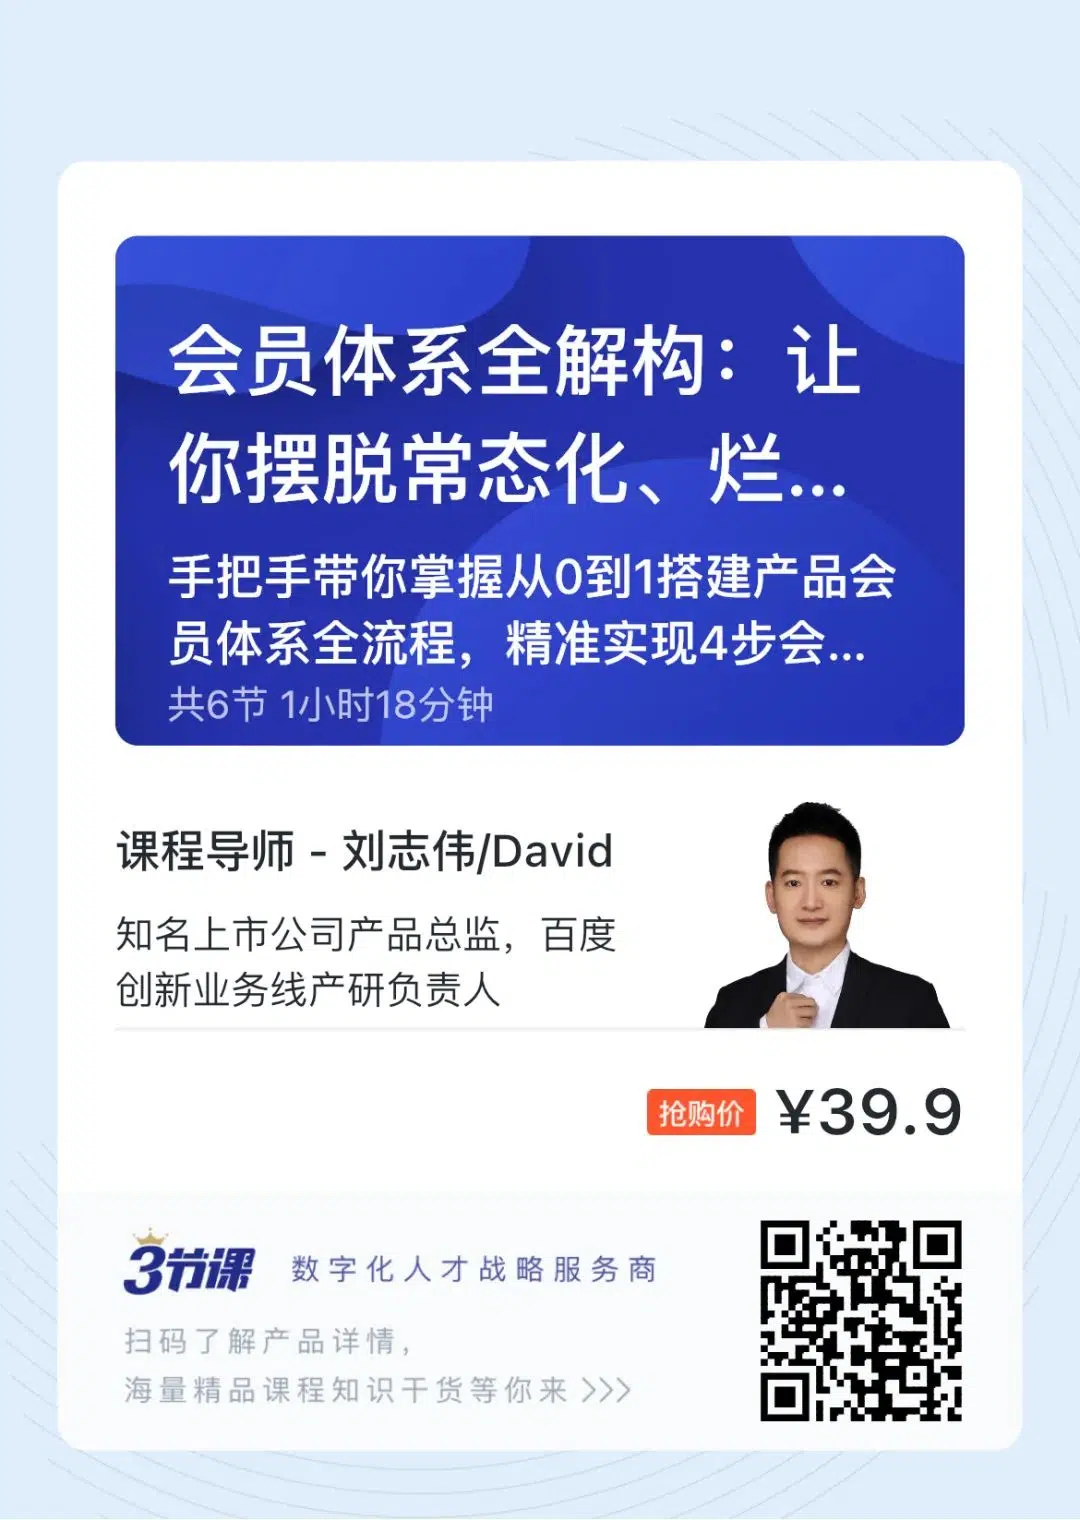 会员体系全解构：让
你摆脱常态化、烂...
手把手带你掌握从0到1搭建产品会
员体系全流程，精准实现4步会...
共6节 1小时18分钟
课程导师 - 刘志伟/David
知名上市公司产品总监，百度
创新业务线产研负责人
抢购价 ¥39.9
3节课 数字化人才战略服务商
扫码了解产品详情，
海量精品课程知识干货等你来 >>>